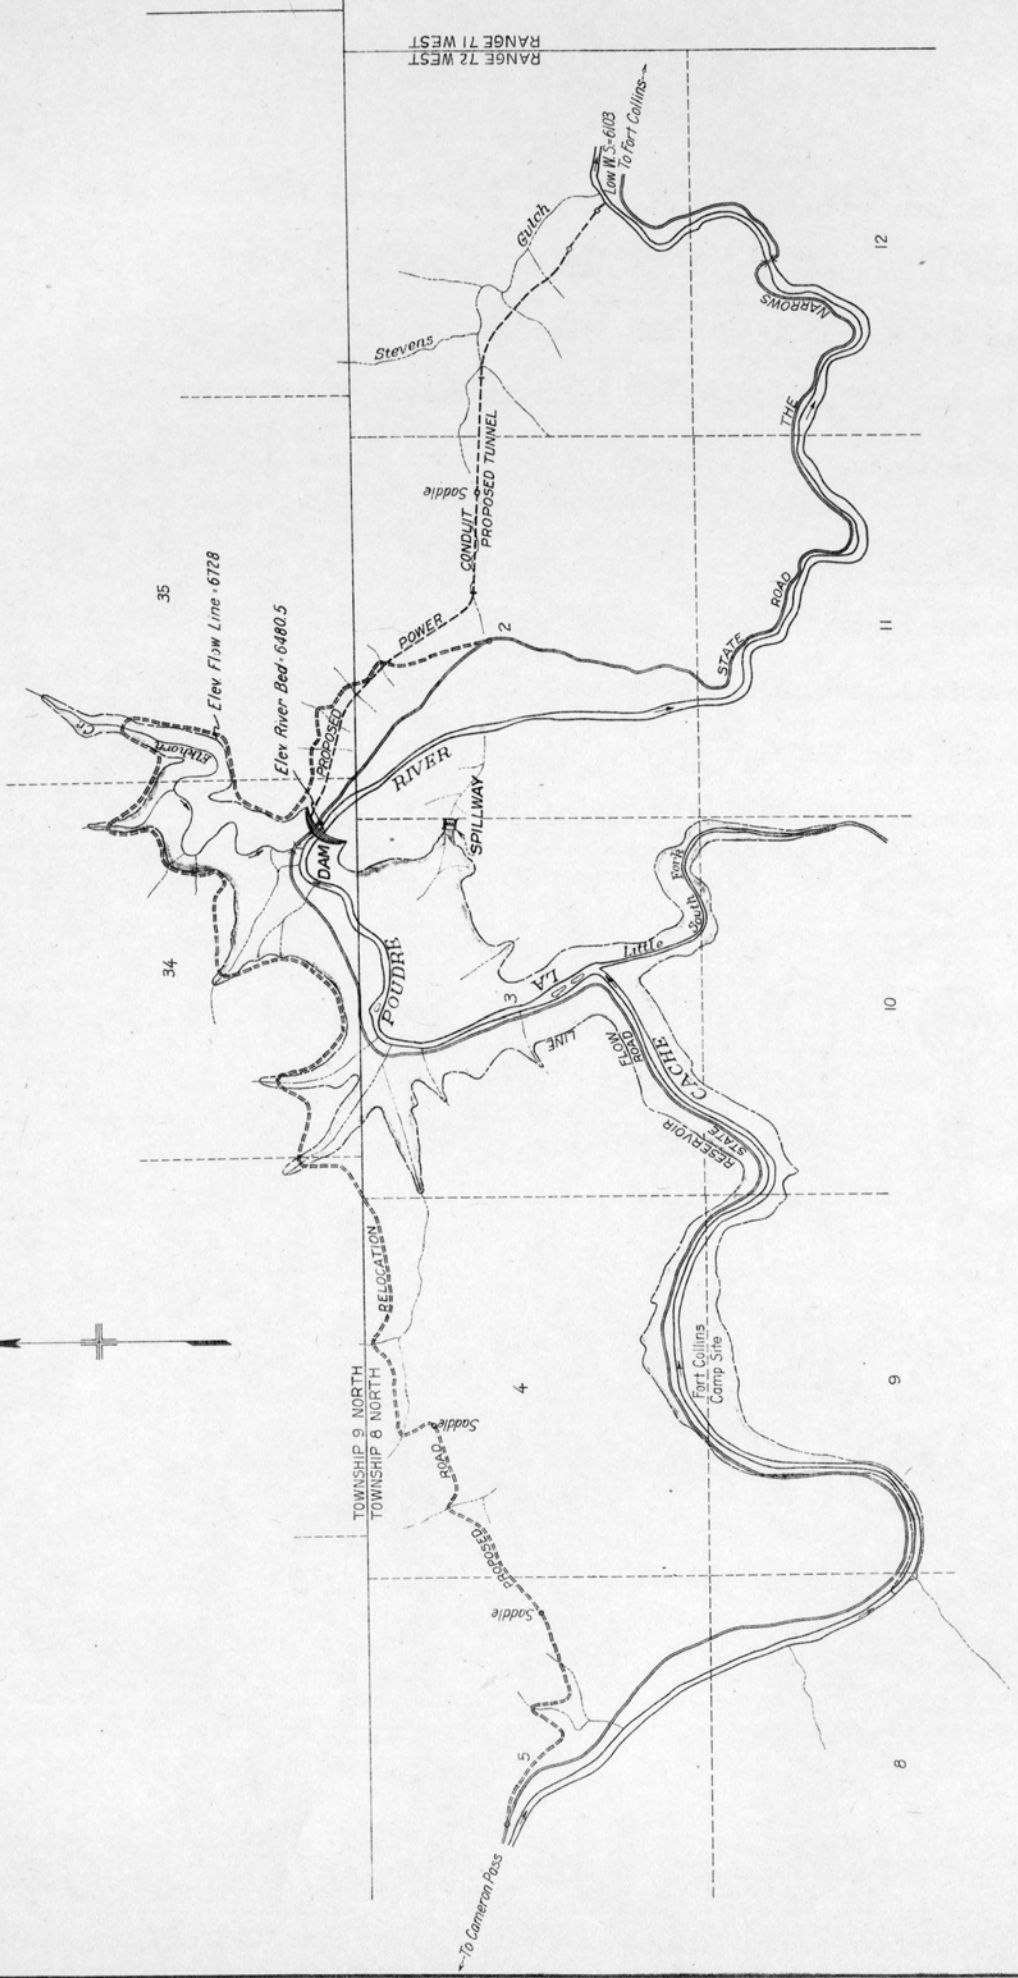 RANGE 71 WEST
RANGE 72 WEST
Low W.S.=6103
To Fort Collins
Gulch
Stevens
12
NARROWS
THE
Saddle
CONDUIT
PROPOSED TUNNEL
35
Elev. Flow Line=6728
Elev. River Bed=6480.5
POWER
PROPOSED
2
ROAD
STATE
11
Cr.
Elkhorn
RIVER
DAM
SPILLWAY
34
POUDRE
3
LA
Little
South
Fork
10
LINE
FLOW
ROAD
CACHE
STATE
RESERVOIR
RELOCATION
TOWNSHIP 9 NORTH
TOWNSHIP 8 NORTH
4
Fort Collins
Camp Site
9
Saddle
ROAD
PROPOSED
Saddle
5
8
To Cameron Pass